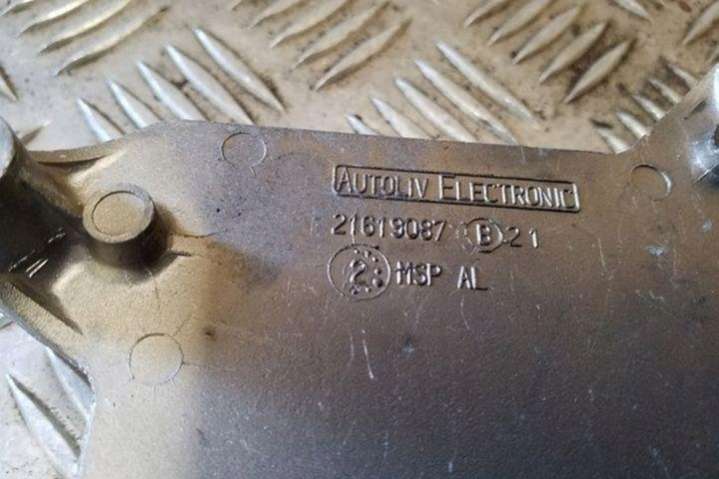 AUTOLIV ELECTRONIC
21619087 B 21
2 MSP AL